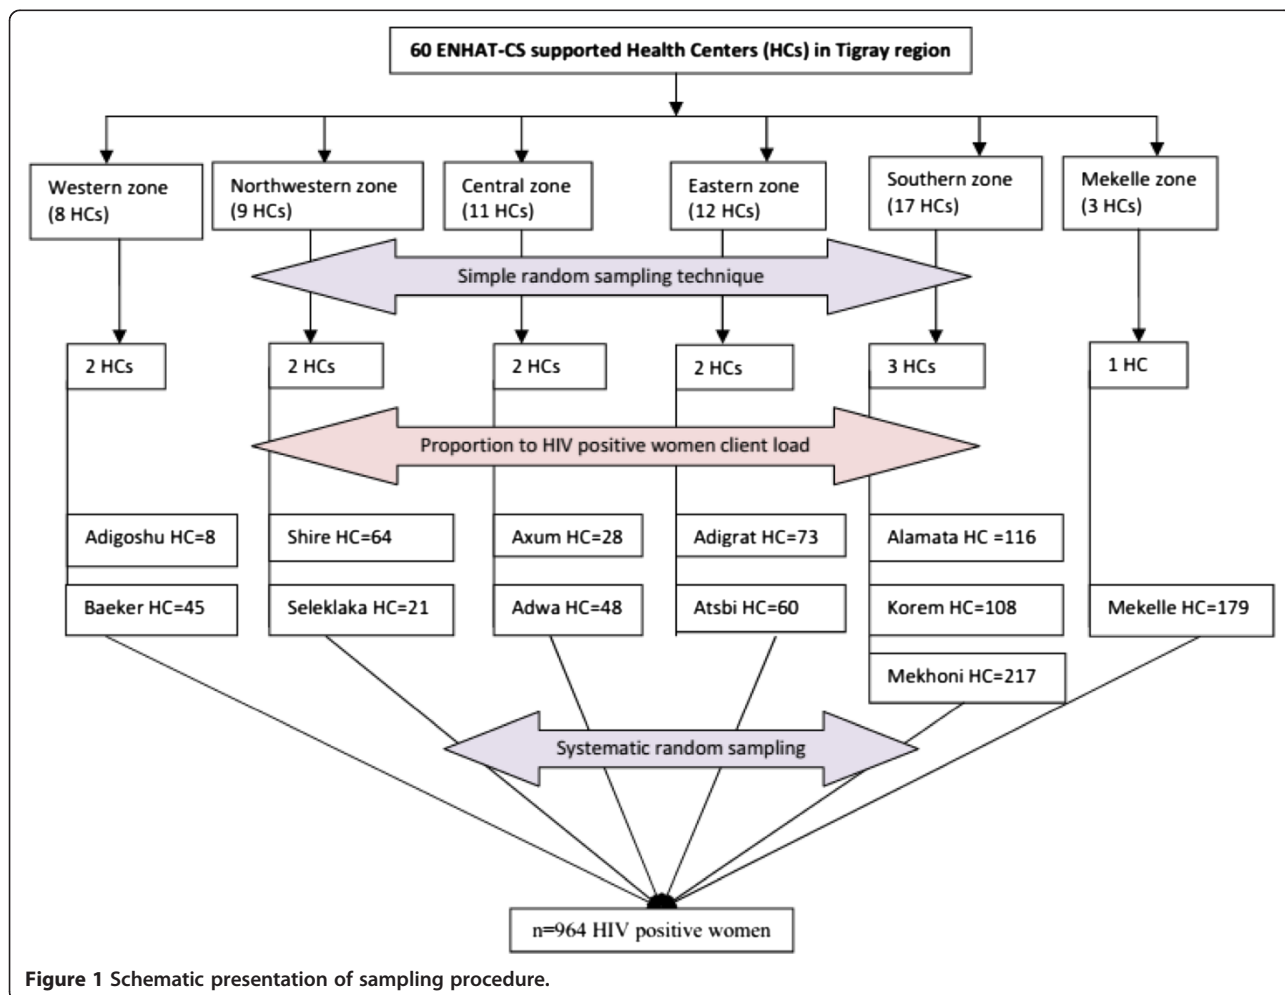 60 ENHAT-CS supported Health Centers (HCs) in Tigray region
Western zone
(8 HCs)
Northwestern zone
(9 HCs)
Central zone
(11 HCs)
Eastern zone
(12 HCs)
Southern zone
(17 HCs)
Mekelle zone
(3 HCs)
Simple random sampling technique
2 HCs
2 HCs
2 HCs
2 HCs
3 HCs
1 HC
Proportion to HIV positive women client load
Adigoshu HC=8
Shire HC=64
Axum HC=28
Adigrat HC=73
Alamata HC =116
Baeker HC=45
Seleklaka HC=21
Adwa HC=48
Atsbi HC=60
Korem HC=108
Mekelle HC=179
Mekhoni HC=217
Systematic random sampling
n=964 HIV positive women
Figure 1 Schematic presentation of sampling procedure.